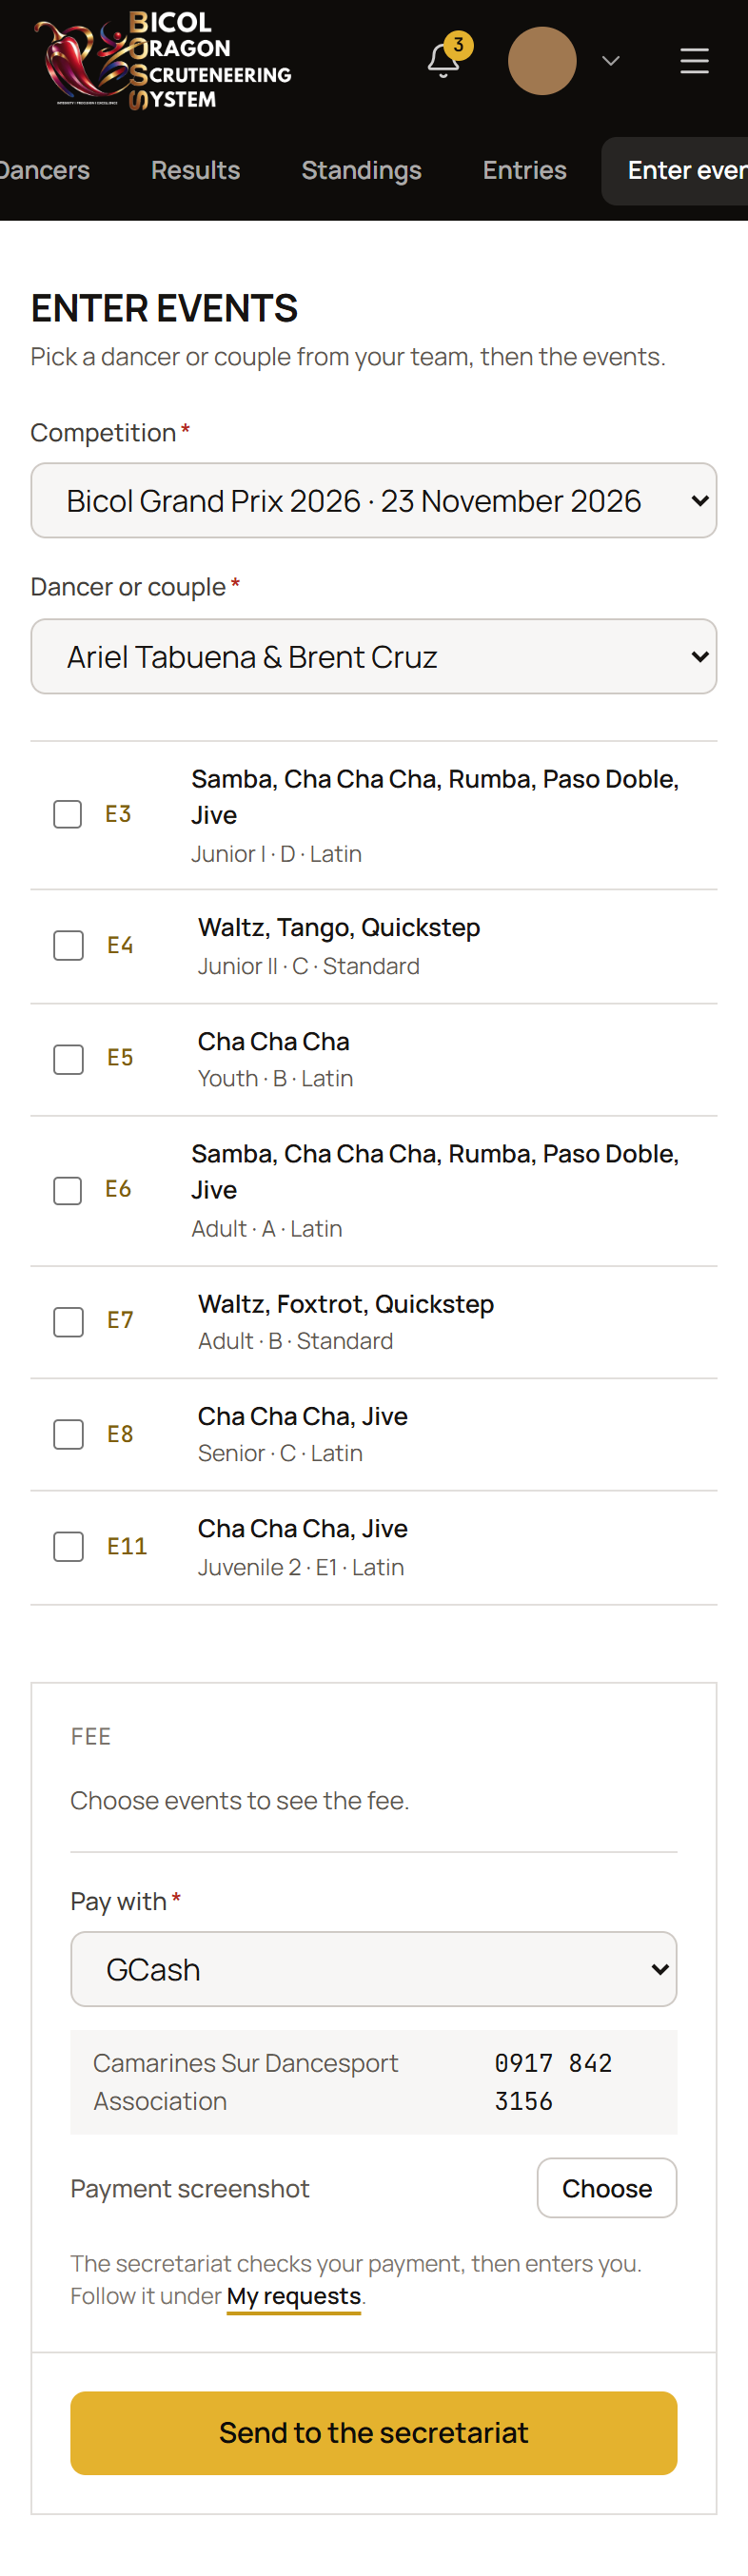 BICOL
DRAGON
SCRUTENEERING
SYSTEM
3
Dancers
Results
Standings
Entries
Enter even
ENTER EVENTS
Pick a dancer or couple from your team, then the events.
Competition *
Bicol Grand Prix 2026 · 23 November 2026
Dancer or couple *
Ariel Tabuena & Brent Cruz
E3
Samba, Cha Cha Cha, Rumba, Paso Doble,
Jive
Junior I · D · Latin
E4
Waltz, Tango, Quickstep
Junior II · C · Standard
E5
Cha Cha Cha
Youth · B · Latin
E6
Samba, Cha Cha Cha, Rumba, Paso Doble,
Jive
Adult · A · Latin
E7
Waltz, Foxtrot, Quickstep
Adult · B · Standard
E8
Cha Cha Cha, Jive
Senior · C · Latin
E11
Cha Cha Cha, Jive
Juvenile 2 · E1 · Latin
FEE
Choose events to see the fee.
Pay with *
GCash
Camarines Sur Dancesport
Association
0917 842
3156
Payment screenshot
Choose
The secretariat checks your payment, then enters you.
Follow it under My requests.
Send to the secretariat